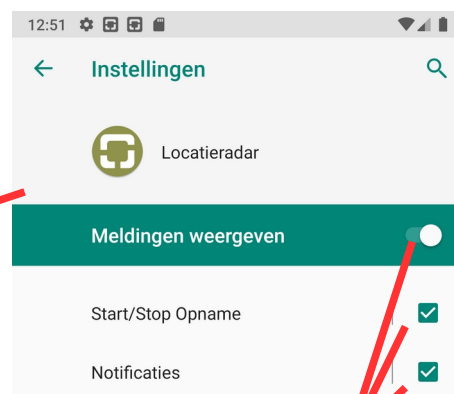 12:51
Instellingen
Locatieradar
Meldingen weergeven
Start/Stop Opname
Notificaties